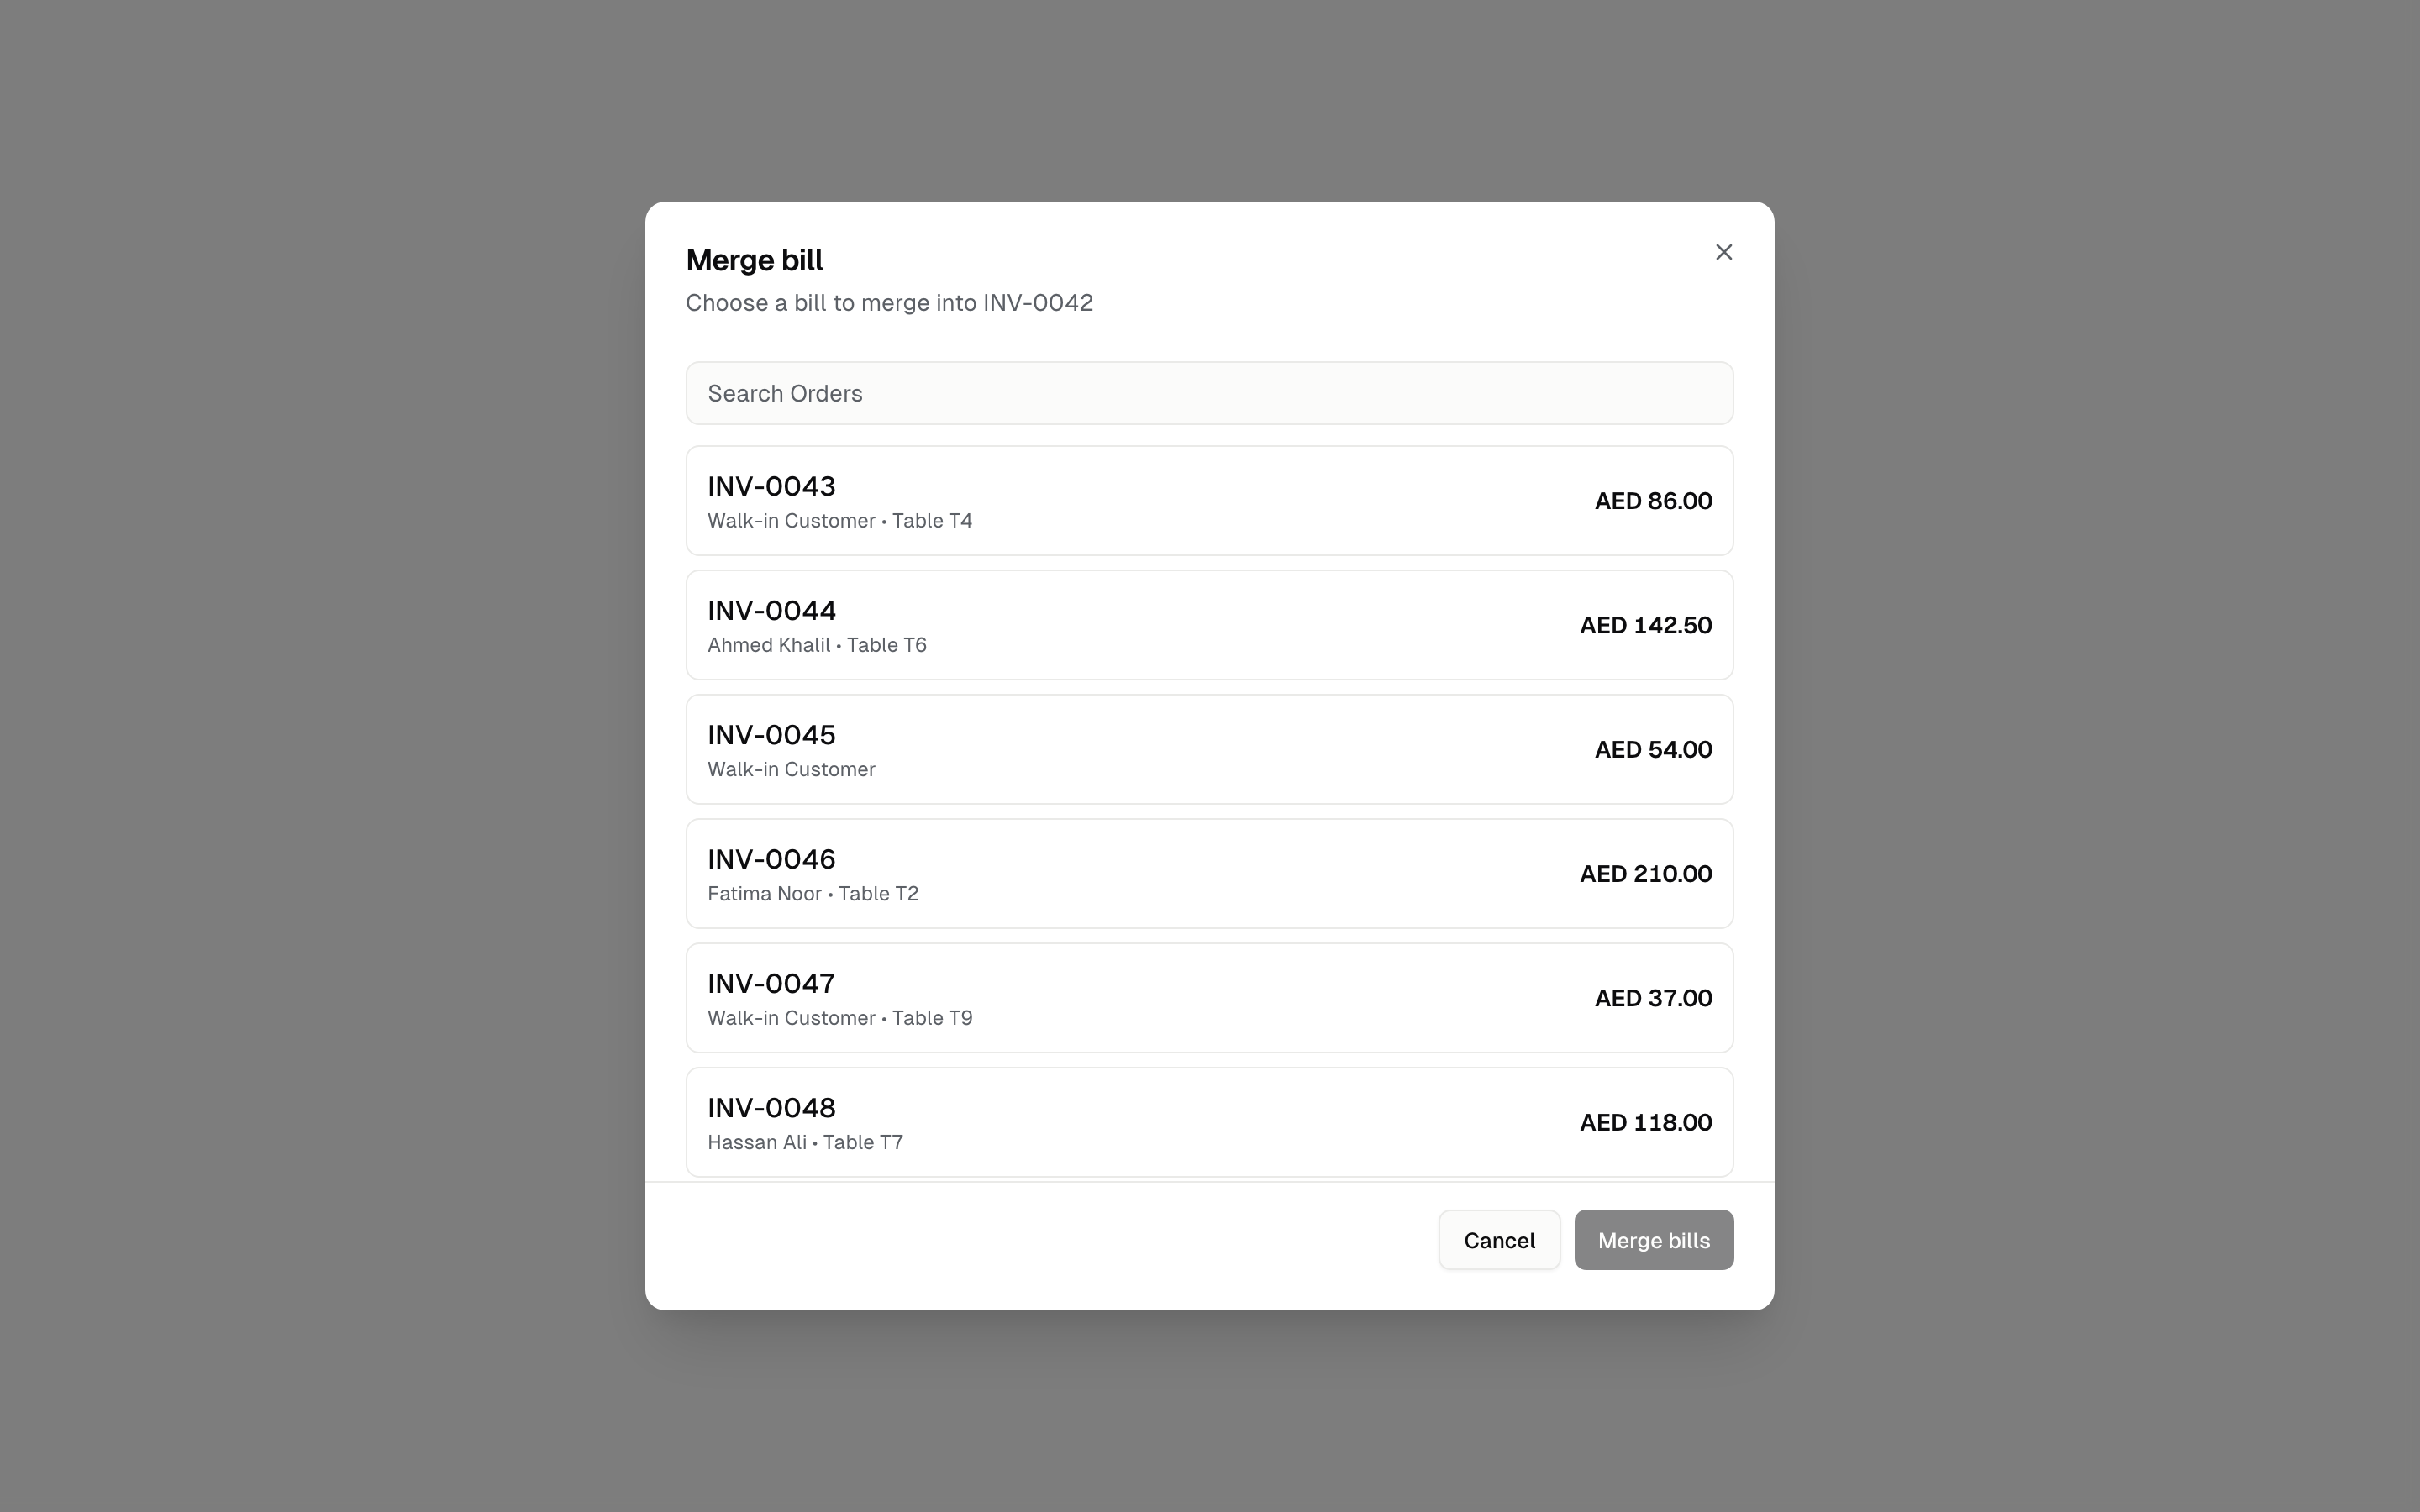 Merge bill
Choose a bill to merge into INV-0042
Search Orders
INV-0043
Walk-in Customer • Table T4
AED 86.00
INV-0044
Ahmed Khalil • Table T6
AED 142.50
INV-0045
Walk-in Customer
AED 54.00
INV-0046
Fatima Noor • Table T2
AED 210.00
INV-0047
Walk-in Customer • Table T9
AED 37.00
INV-0048
Hassan Ali • Table T7
AED 118.00
Cancel
Merge bills